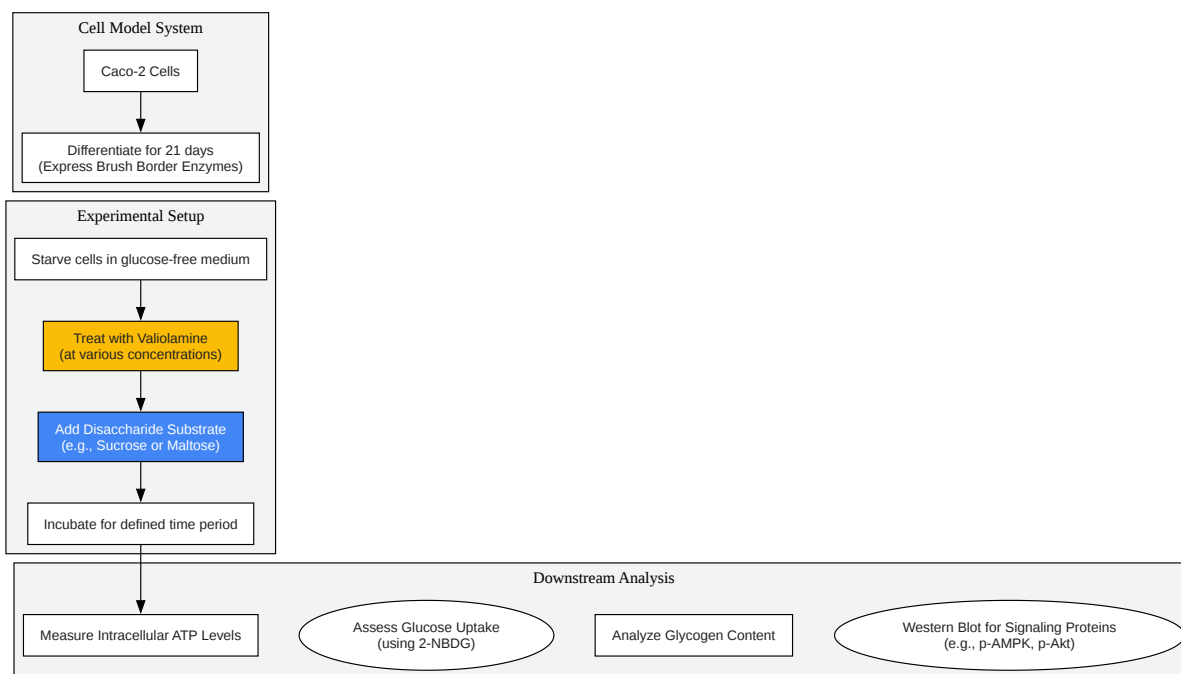 Cell Model System
Caco-2 Cells
Differentiate for 21 days
(Express Brush Border Enzymes)
Experimental Setup
Starve cells in glucose-free medium
Treat with Valiolamine
(at various concentrations)
Add Disaccharide Substrate
(e.g., Sucrose or Maltose)
Incubate for defined time period
Downstream Analysis
Measure Intracellular ATP Levels
Assess Glucose Uptake
(using 2-NBDG)
Analyze Glycogen Content
Western Blot for Signaling Proteins
(e.g., p-AMPK, p-Akt)